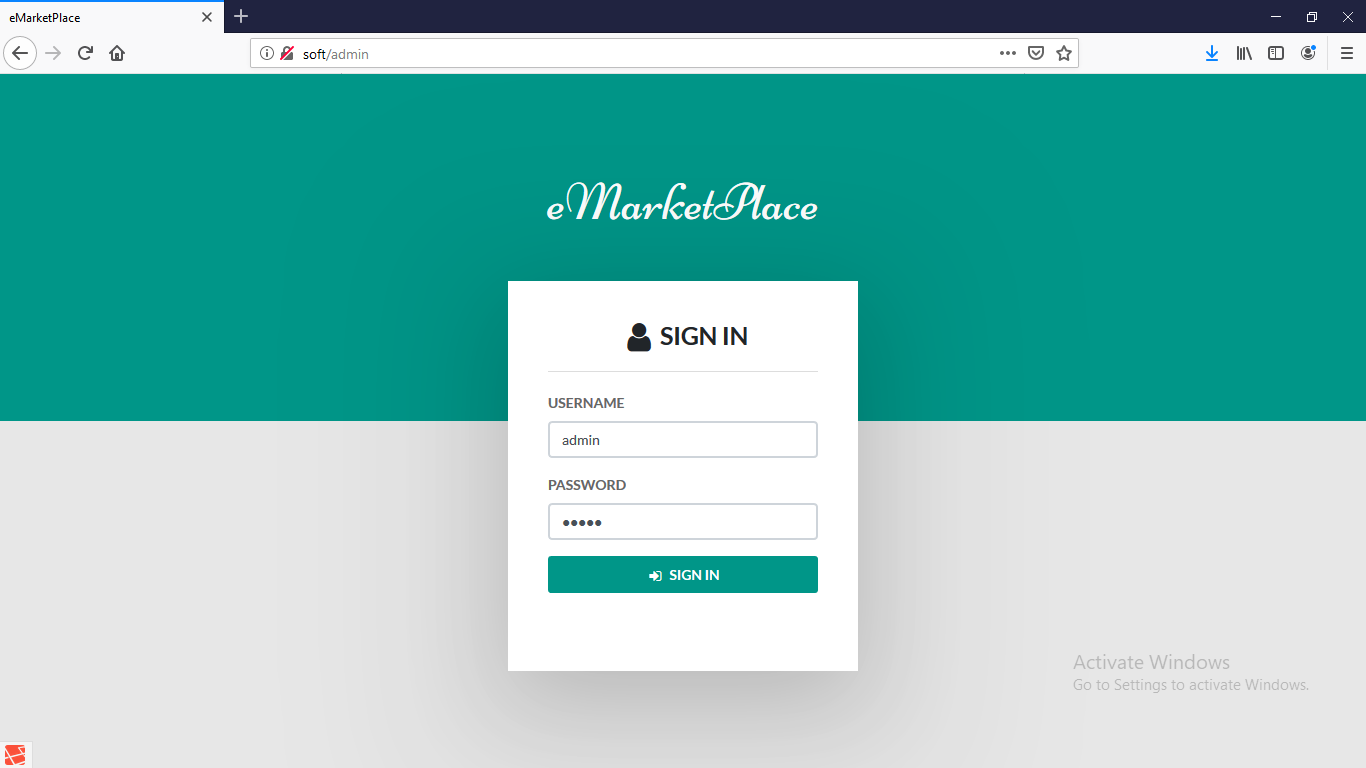 eMarketPlace
soft/admin
eMarketPlace
SIGN IN
USERNAME
admin
PASSWORD
•••••
SIGN IN
Activate Windows
Go to Settings to activate Windows.